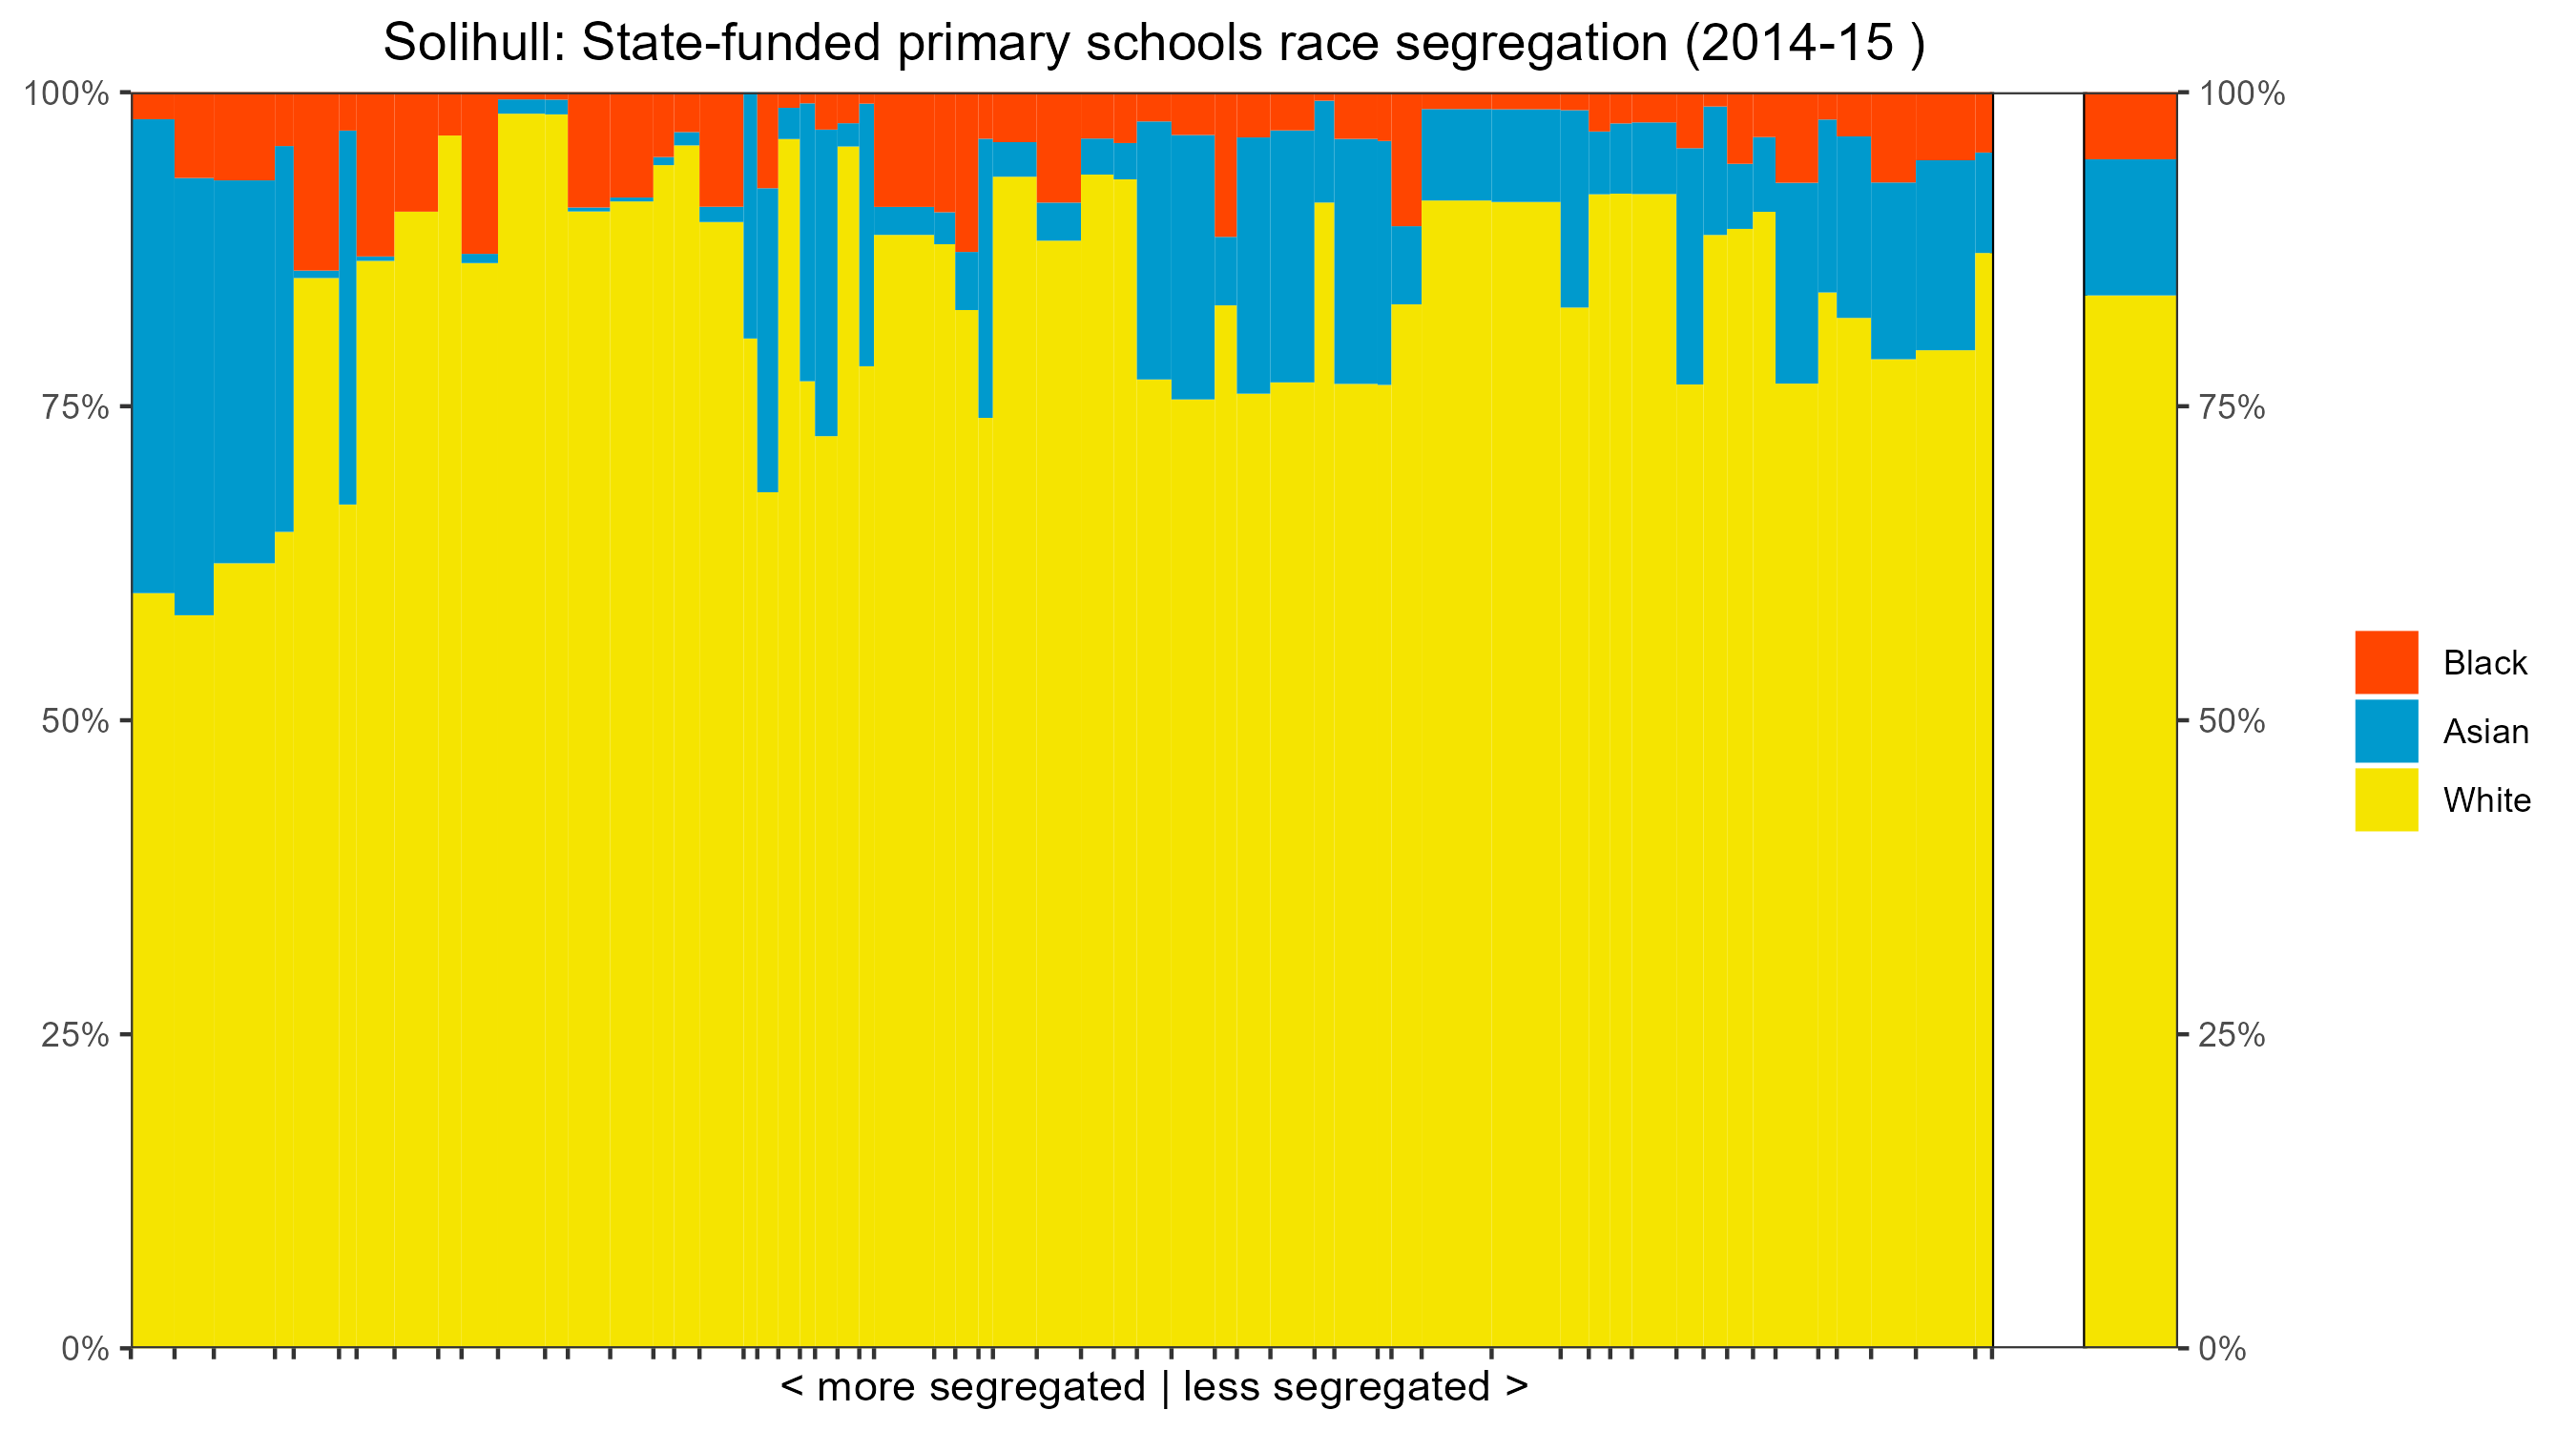 Solihull: State-funded primary schools race segregation (2014-15 )
100%
75%
50%
25%
0%
100%
75%
50%
25%
0%
Black
Asian
White
< more segregated | less segregated >